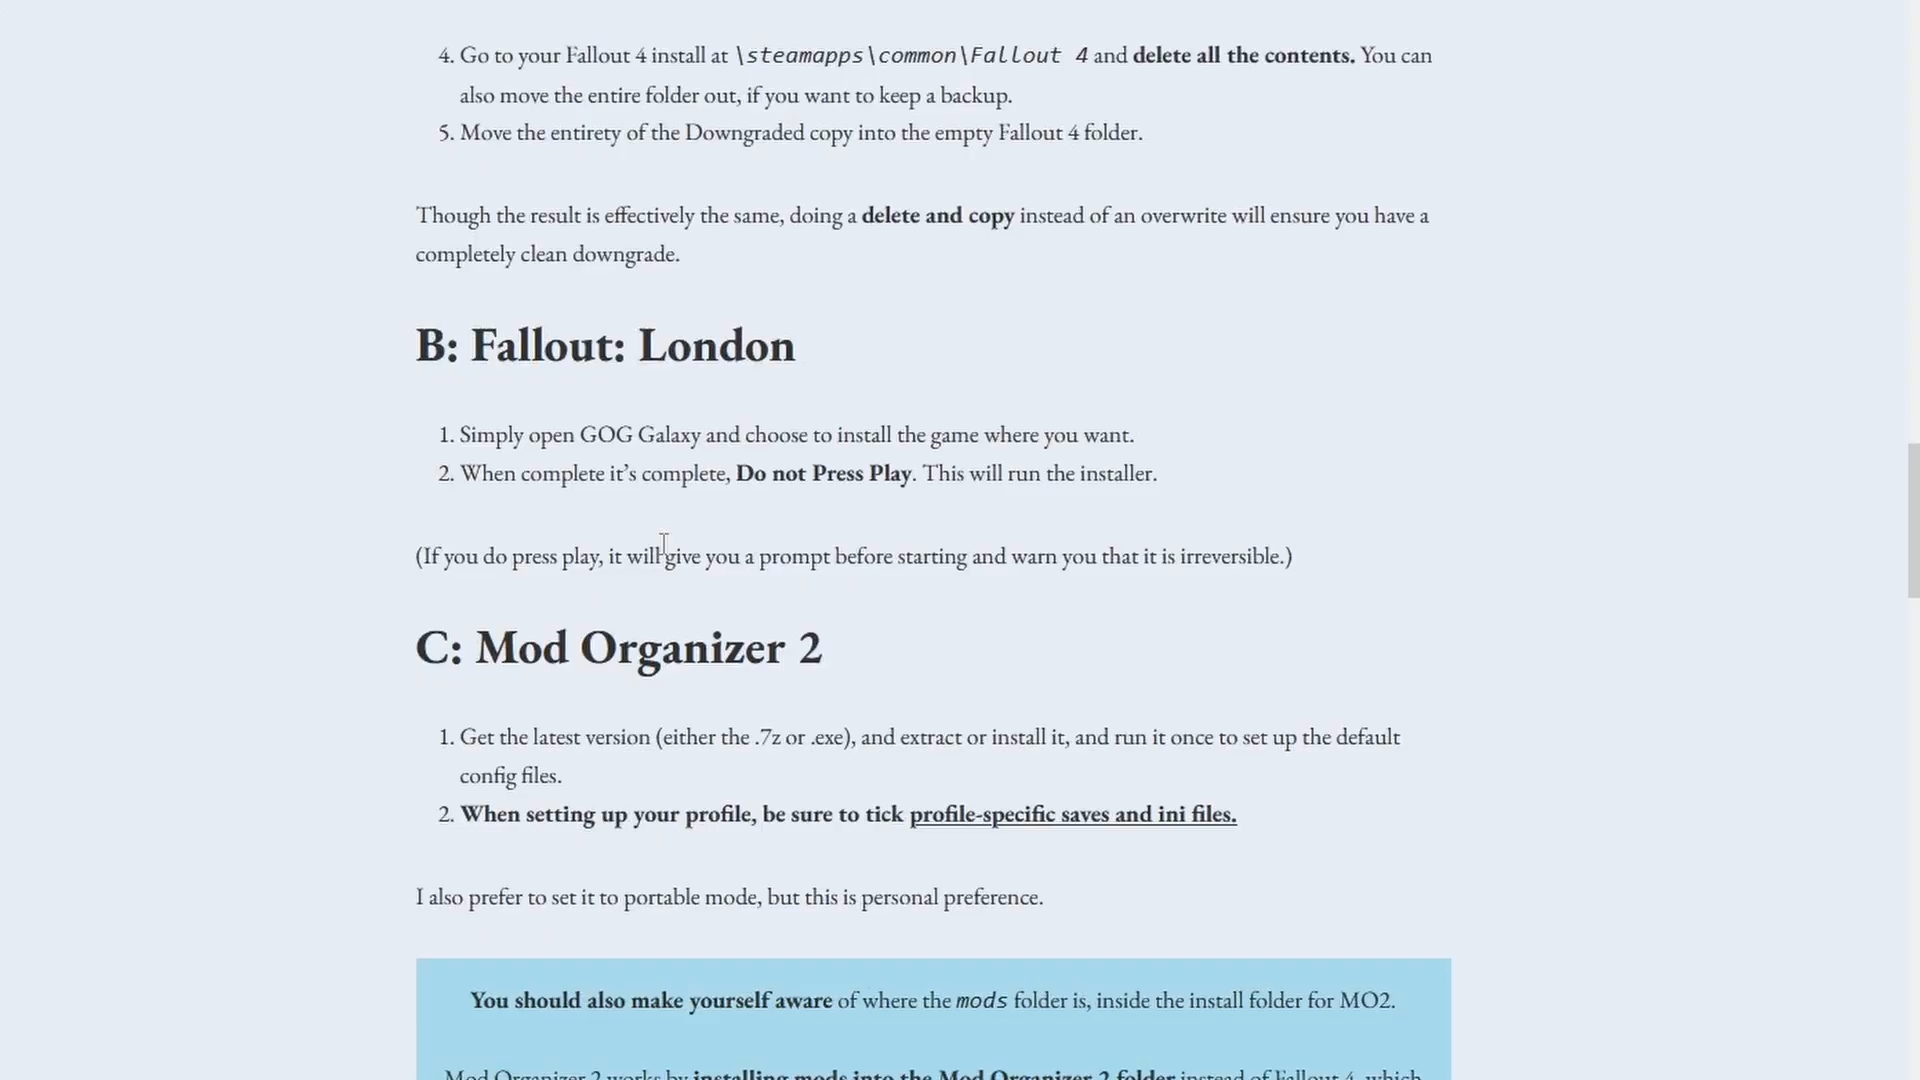 4. Go to your Fallout 4 install at \steamapps\common\Fallout 4 and delete all the contents. You can
also move the entire folder out, if you want to keep a backup.
5. Move the entirety of the Downgraded copy into the empty Fallout 4 folder.
Though the result is effectively the same, doing a delete and copy instead of an overwrite will ensure you have a
completely clean downgrade.
B: Fallout: London
1. Simply open GOG Galaxy and choose to install the game where you want.
2. When complete it’s complete, Do not Press Play. This will run the installer.
(If you do press play, it will give you a prompt before starting and warn you that it is irreversible.)
C: Mod Organizer 2
1. Get the latest version (either the .7z or .exe), and extract or install it, and run it once to set up the default
config files.
2. When setting up your profile, be sure to tick profile-specific saves and ini files.
I also prefer to set it to portable mode, but this is personal preference.
You should also make yourself aware of where the mods folder is, inside the install folder for MO2.
Mod Organizer 2 works by installing mods into the Mod Organizer 2 folder instead of Fallout 4, which